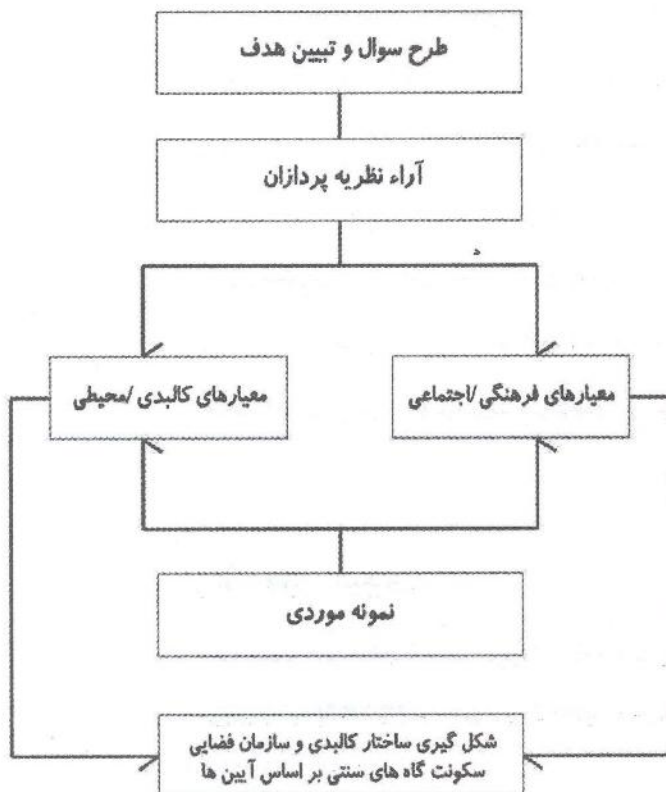 طرح سوال و تبیین هدف
آراء نظریه پردازان
معیارهای فرهنگی/اجتماعی
معیارهای کالبدی /محیطی
نمونه موردی
شکل گیری ساختار کالبدی و سازمان فضایی
سکونت گاه های سنتی بر اساس آیین ها